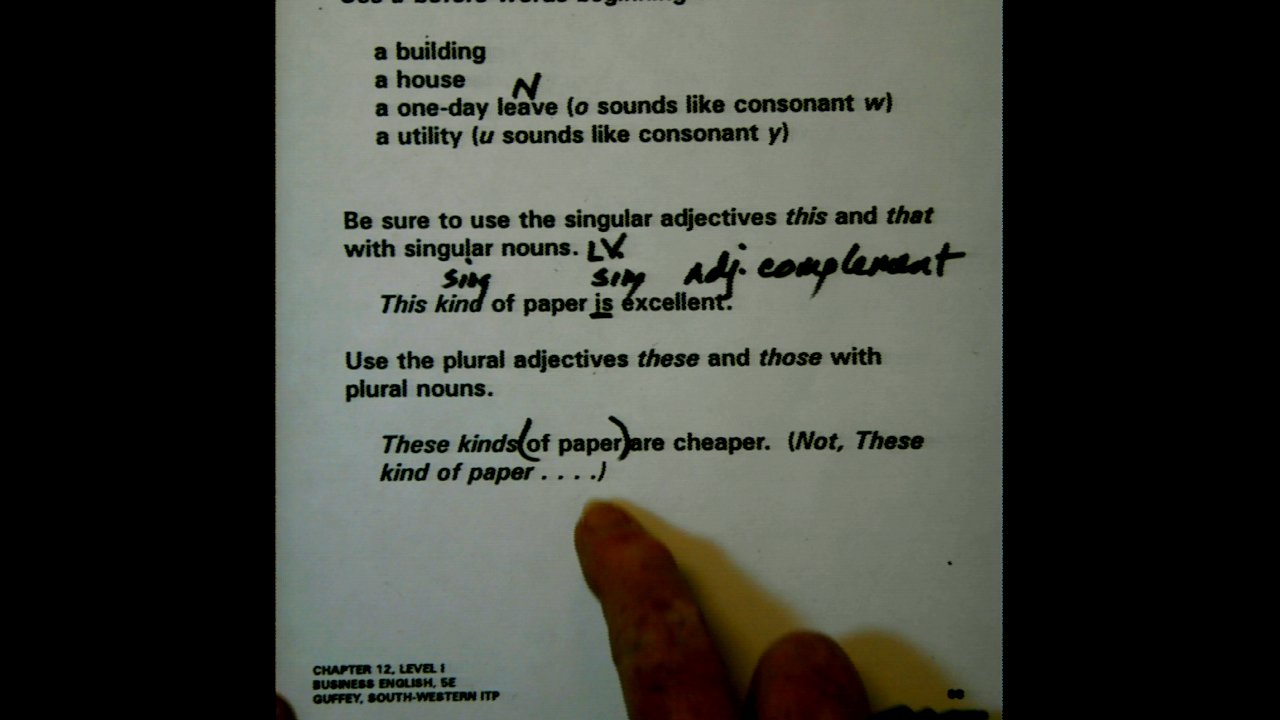 a building
a house
N
a one-day leave (o sounds like consonant w)
a utility (u sounds like consonant y)
Be sure to use the singular adjectives this and that
with singular nouns. LV
sing sing adj. complement
This kind of paper is excellent.
Use the plural adjectives these and those with
plural nouns.
These kinds (of paper) are cheaper. (Not, These
kind of paper . . . .)
CHAPTER 12, LEVEL I
BUSINESS ENGLISH, 5E
GUFFEY, SOUTH-WESTERN ITP